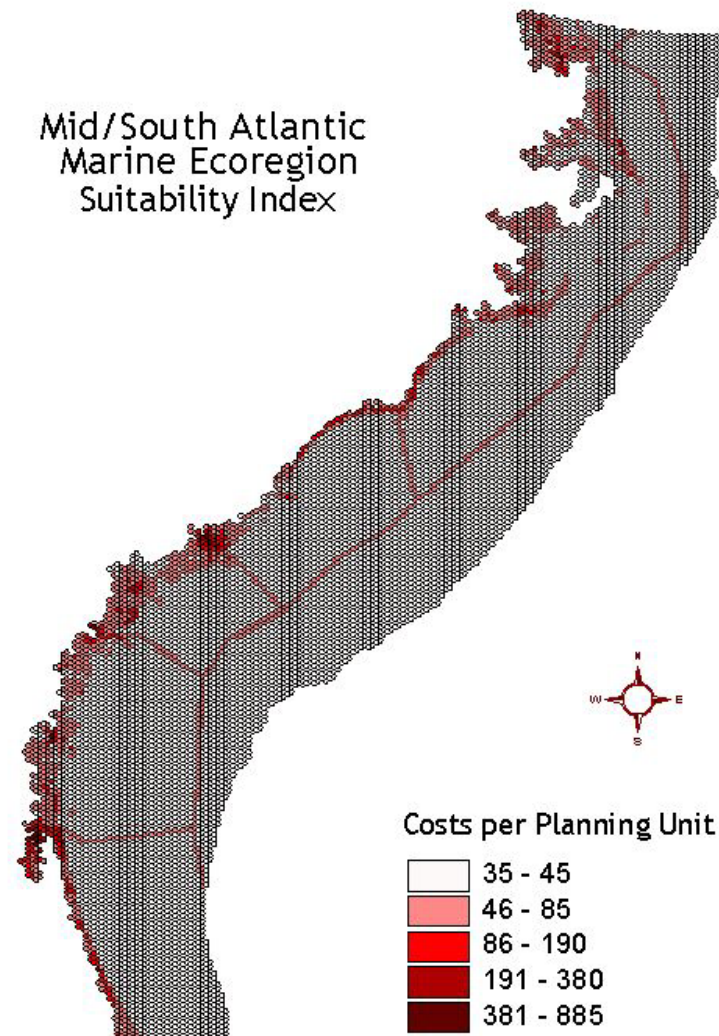 Mid/South Atlantic
Marine Ecoregion
Suitability Index
N
W E
S
Costs per Planning Unit
35 - 45
46 - 85
86 - 190
191 - 380
381 - 885